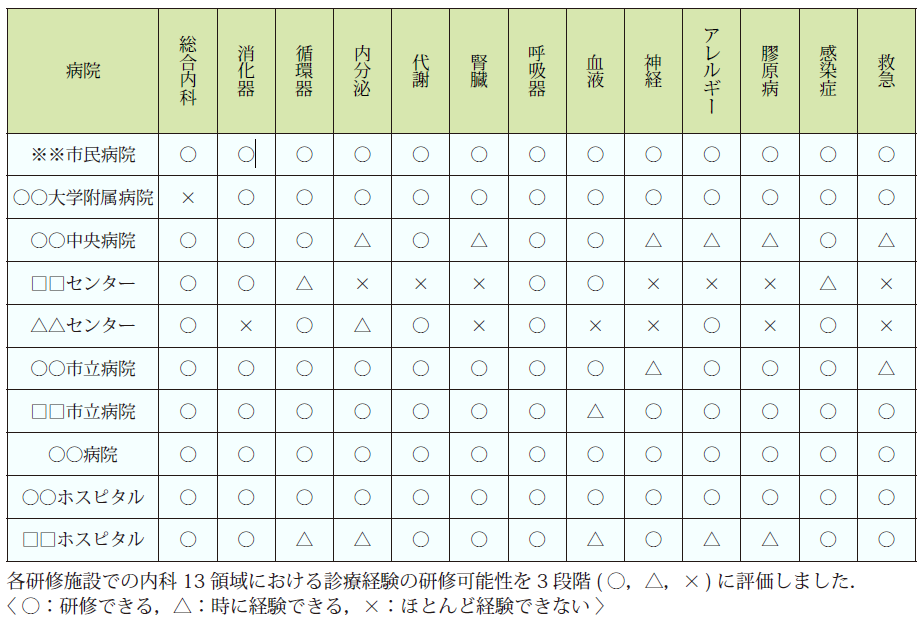 病院 総合内科 消化器 循環器 内分泌 代謝 腎臓 呼吸器 血液 神経 アレルギー 膠原病 感染症 救急
※※市民病院 ○ ○ ○ ○ ○ ○ ○ ○ ○ ○ ○ ○ ○
○○大学附属病院 × ○ ○ ○ ○ ○ ○ ○ ○ ○ ○ ○ ○
○○中央病院 ○ ○ ○ △ ○ △ ○ ○ △ △ △ ○ △
□□センター ○ ○ △ × × × ○ ○ × × × △ ×
△△センター ○ × ○ △ ○ × ○ × × ○ × ○ ×
○○市立病院 ○ ○ ○ ○ ○ ○ ○ ○ △ ○ ○ ○ △
□□市立病院 ○ ○ ○ ○ ○ ○ ○ △ ○ ○ ○ ○ ○
○○病院 ○ ○ ○ ○ ○ ○ ○ ○ ○ ○ ○ ○ ○
○○ホスピタル ○ ○ ○ ○ ○ ○ ○ ○ ○ ○ ○ ○ ○
□□ホスピタル ○ ○ △ △ ○ ○ ○ △ ○ △ △ ○ ○
各研修施設での内科 13 領域における診療経験の研修可能性を 3 段階 ( ○，△，× ) に評価しました．
〈 ○：研修できる，△：時に経験できる，×：ほとんど経験できない 〉